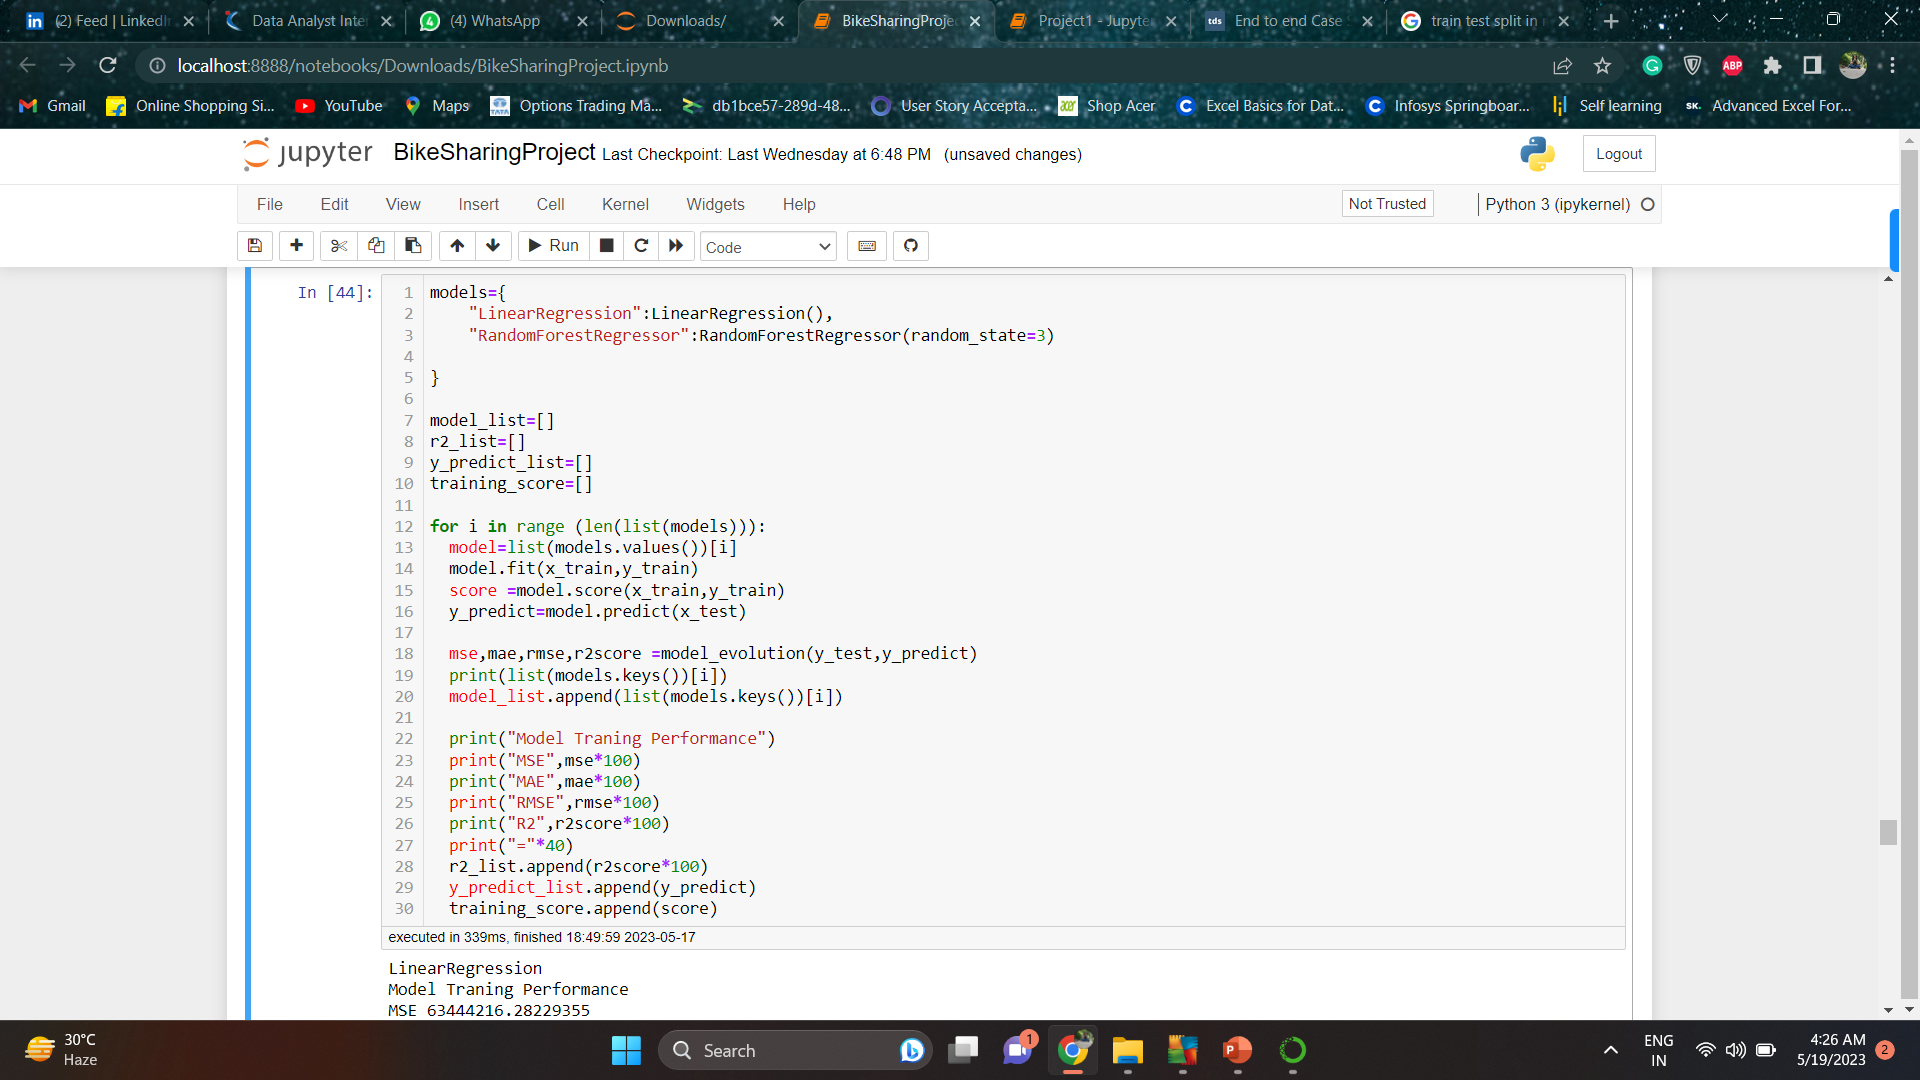 (2) Feed | LinkedIn
Data Analyst Inter
(4) WhatsApp
Downloads/
BikeSharingProjec
Project1 - Jupyte
tds End to end Case
train test split in
localhost:8888/notebooks/Downloads/BikeSharingProject.ipynb
ABP
Gmail
Online Shopping Si...
YouTube
Maps
Options Trading Ma...
db1bce57-289d-48...
User Story Accepta...
acer Shop Acer
Excel Basics for Dat...
Infosys Springboar...
Self learning
SK. Advanced Excel For...
jupyter BikeSharingProject Last Checkpoint: Last Wednesday at 6:48 PM (unsaved changes)
Logout
File Edit View Insert Cell Kernel Widgets Help
Not Trusted
Python 3 (ipykernel)
Run
Code
In [44]:
1 models={
2 "LinearRegression":LinearRegression(),
3 "RandomForestRegressor":RandomForestRegressor(random_state=3)
4
5 }
6
7 model_list=[]
8 r2_list=[]
9 y_predict_list=[]
10 training_score=[]
11
12 for i in range (len(list(models))):
13 model=list(models.values())[i]
14 model.fit(x_train,y_train)
15 score =model.score(x_train,y_train)
16 y_predict=model.predict(x_test)
17
18 mse,mae,rmse,r2score =model_evolution(y_test,y_predict)
19 print(list(models.keys())[i])
20 model_list.append(list(models.keys())[i])
21
22 print("Model Traning Performance")
23 print("MSE",mse*100)
24 print("MAE",mae*100)
25 print("RMSE",rmse*100)
26 print("R2",r2score*100)
27 print("="*40)
28 r2_list.append(r2score*100)
29 y_predict_list.append(y_predict)
30 training_score.append(score)
executed in 339ms, finished 18:49:59 2023-05-17
LinearRegression
Model Traning Performance
MSE 63444216.28229355
30°C
Haze
Search
1
ENG
IN
4:26 AM
5/19/2023
2